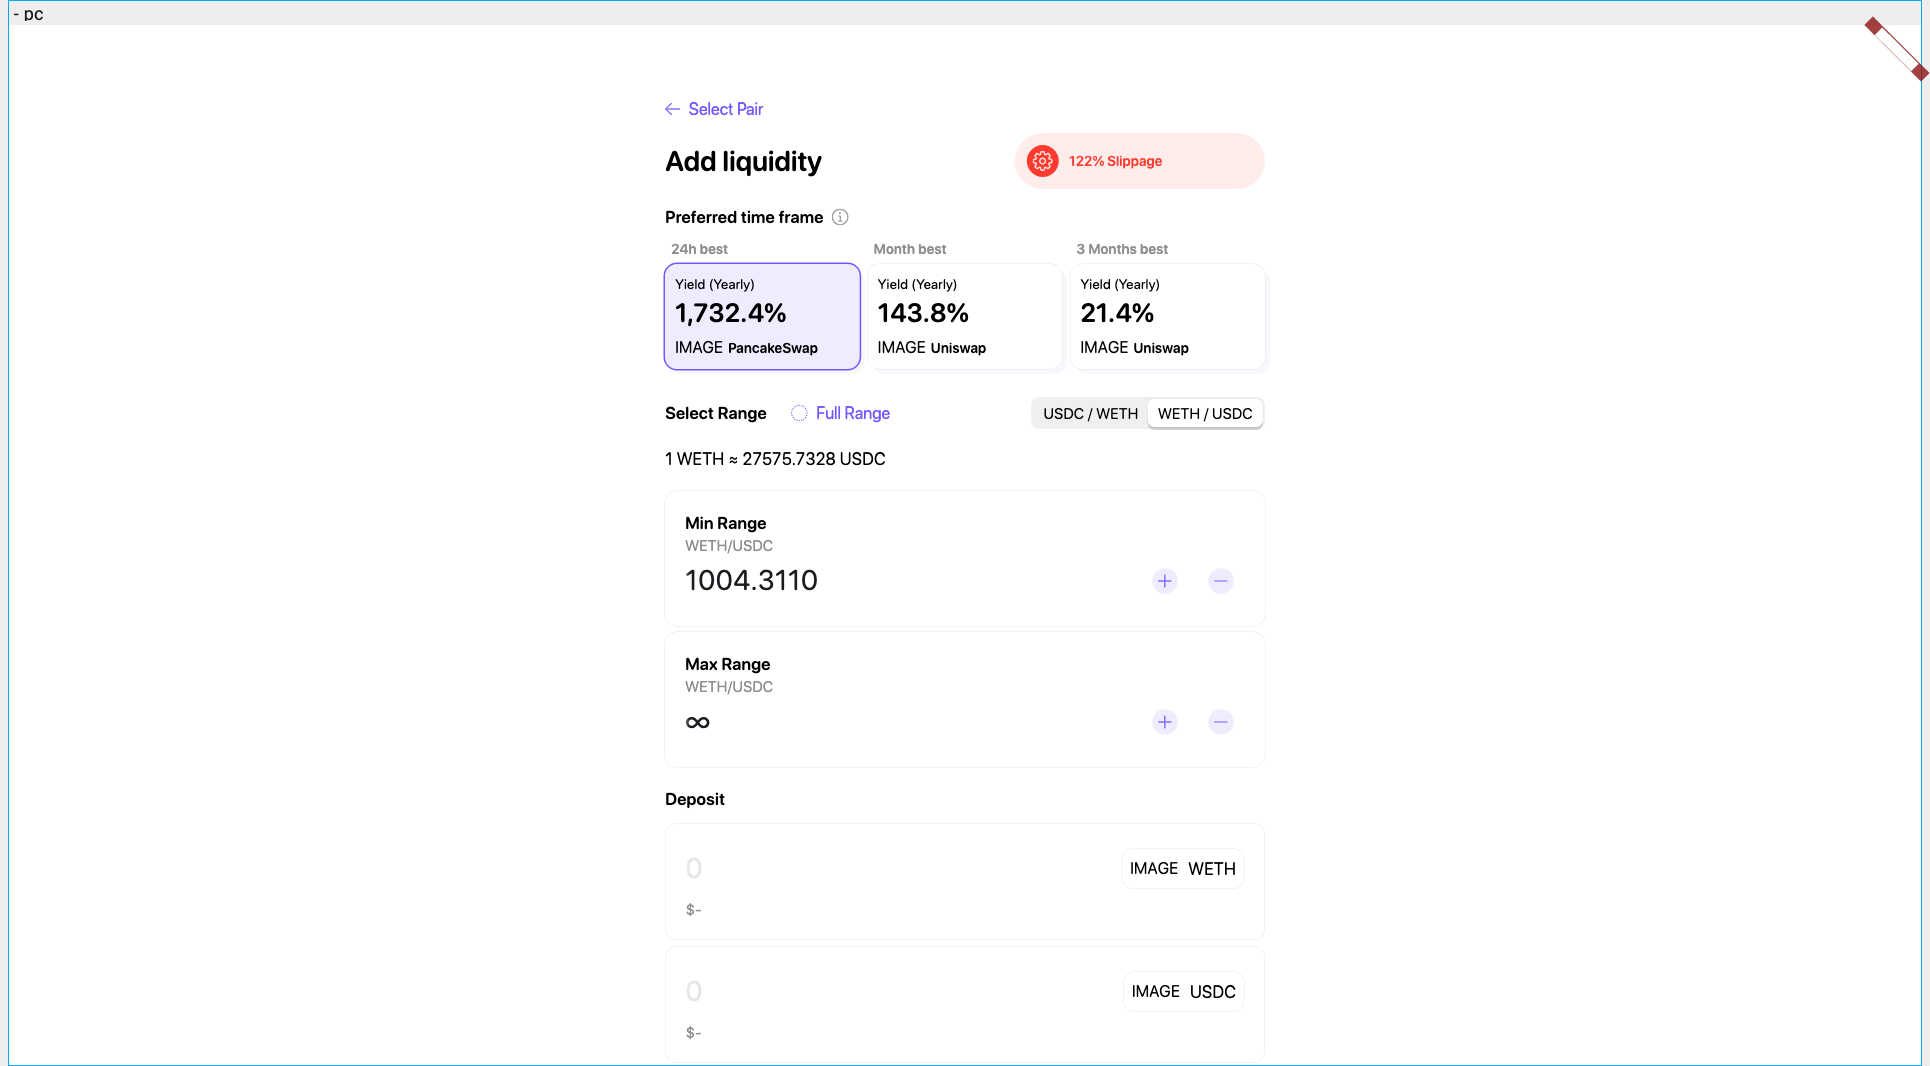 - pc
Select Pair
Add liquidity
122% Slippage
Preferred time frame
24h best
Month best
3 Months best
Yield (Yearly)
1,732.4%
IMAGE PancakeSwap
Yield (Yearly)
143.8%
IMAGE Uniswap
Yield (Yearly)
21.4%
IMAGE Uniswap
Select Range
Full Range
USDC / WETH
WETH / USDC
1 WETH ≈ 27575.7328 USDC
Min Range
WETH/USDC
1004.3110
Max Range
WETH/USDC
∞
Deposit
0
IMAGE WETH
$-
0
IMAGE USDC
$-